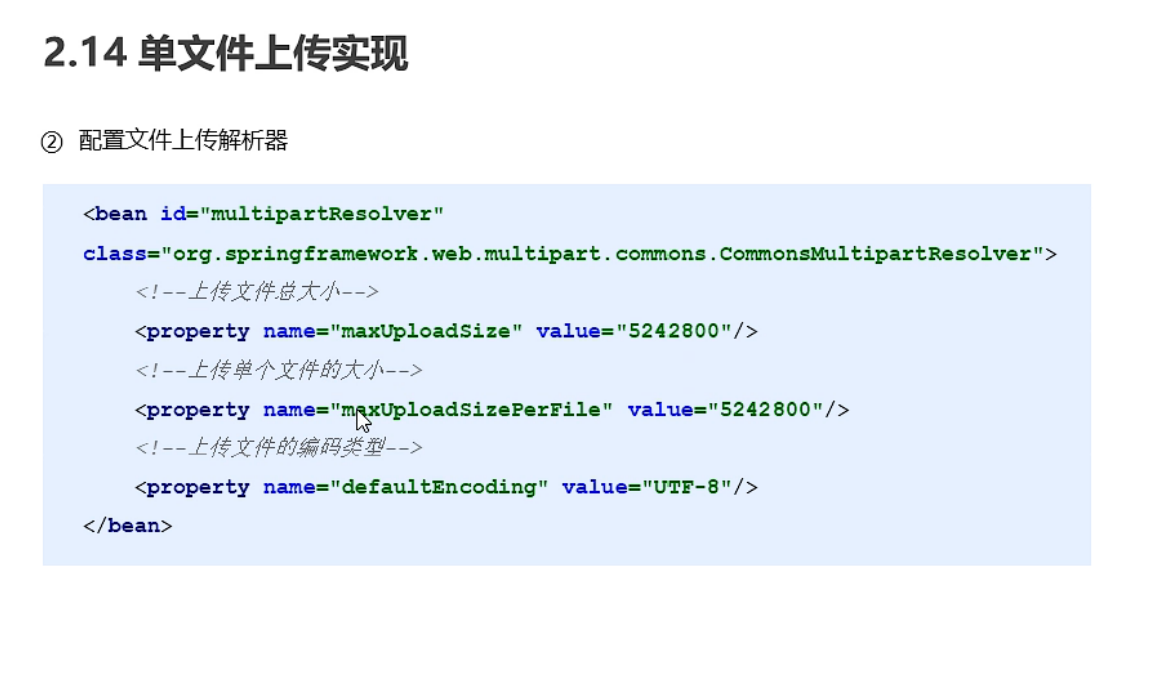 2.14 单文件上传实现
② 配置文件上传解析器
<bean id="multipartResolver"
class="org.springframework.web.multipart.commons.CommonsMultipartResolver">
<!--上传文件总大小-->
<property name="maxUploadSize" value="5242800"/>
<!--上传单个文件的大小-->
<property name="maxUploadSizePerFile" value="5242800"/>
<!--上传文件的编码类型-->
<property name="defaultEncoding" value="UTF-8"/>
</bean>